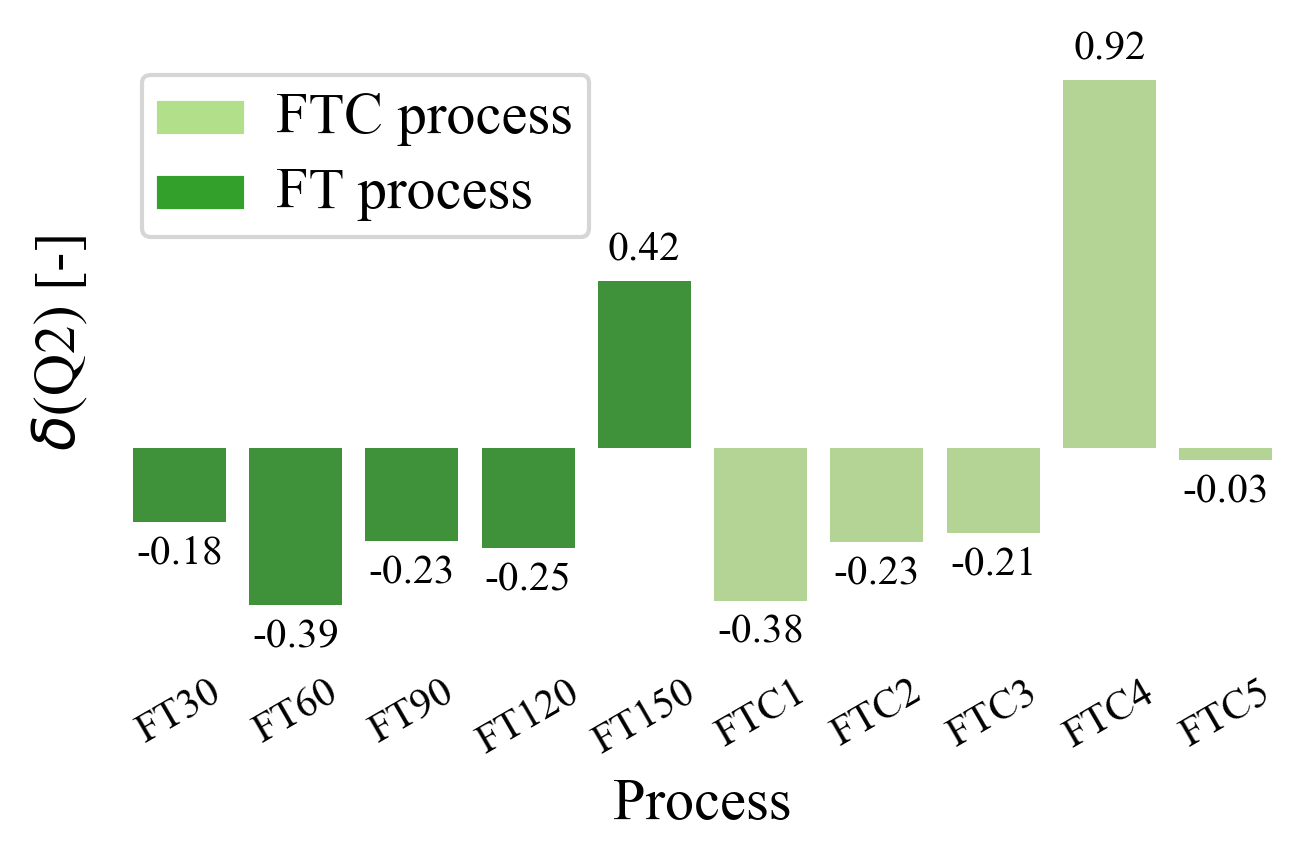 0.92
FTC process
FT process
0.42
δ(Q2) [-]
-0.18
-0.39
-0.23
-0.25
-0.38
-0.23
-0.21
-0.03
FT30
FT60
FT90
FT120
FT150
FTC1
FTC2
FTC3
FTC4
FTC5
Process